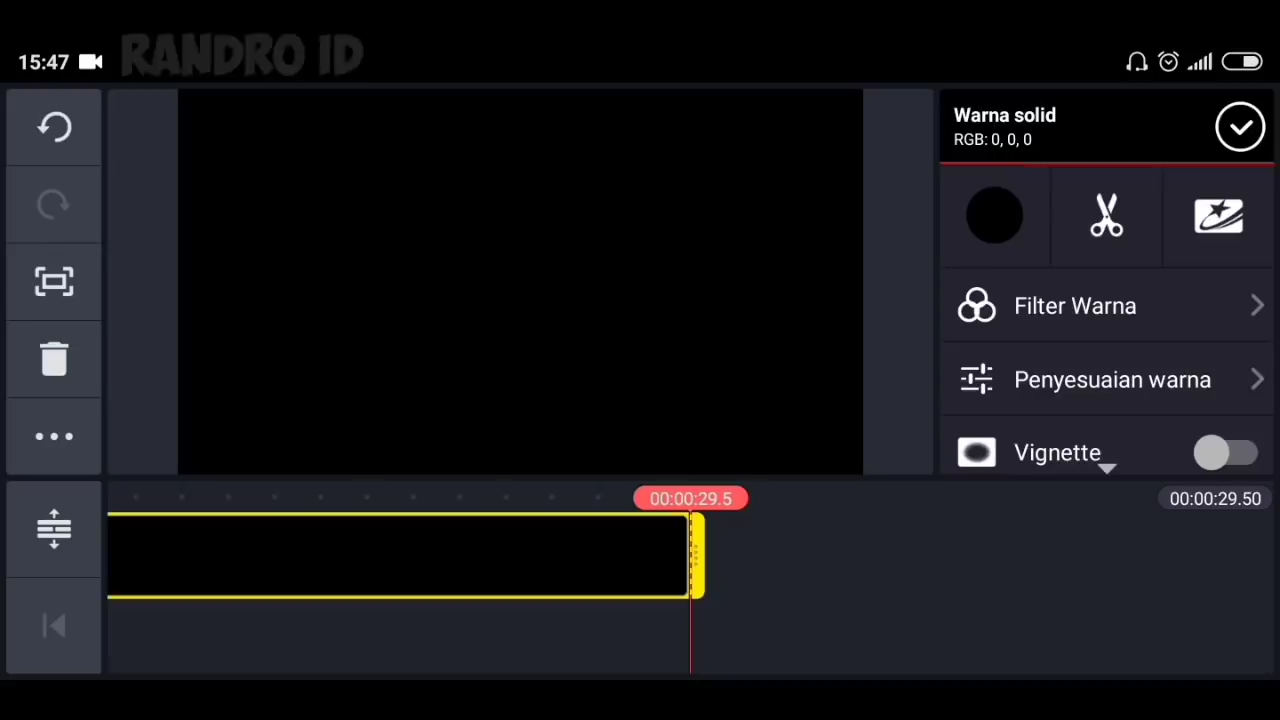 15:47
RANDRO ID
Warna solid
RGB: 0, 0, 0
Filter Warna
Penyesuaian warna
Vignette
00:00:29.5
00:00:29.50